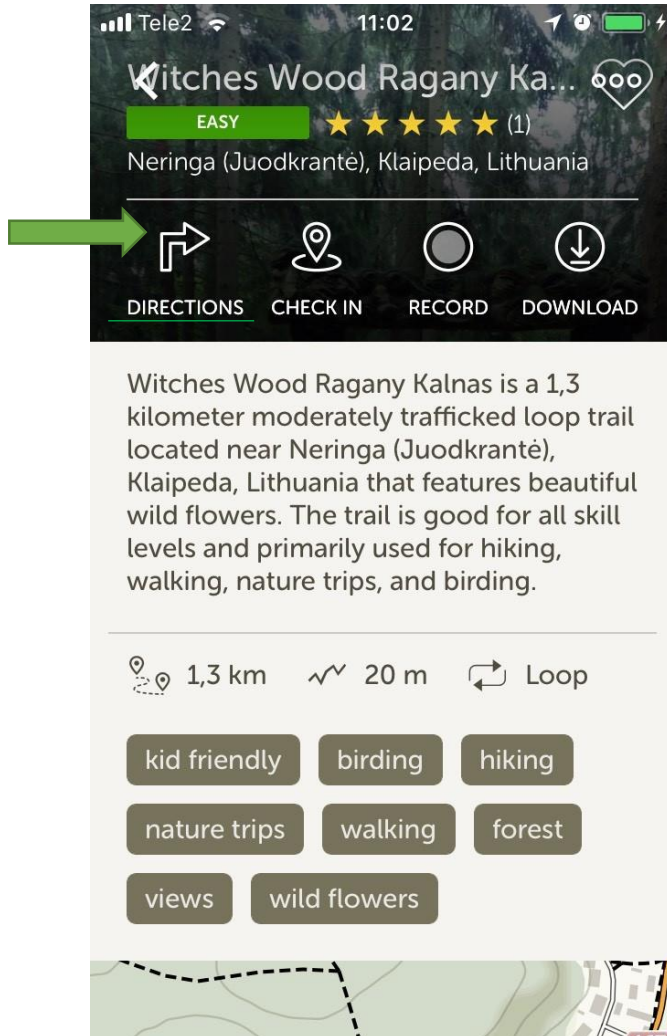 Tele2 11:02
Witches Wood Ragany Ka...
EASY (1)
Neringa (Juodkrantė), Klaipeda, Lithuania
DIRECTIONS CHECK IN RECORD DOWNLOAD
Witches Wood Ragany Kalnas is a 1,3
kilometer moderately trafficked loop trail
located near Neringa (Juodkrantė),
Klaipeda, Lithuania that features beautiful
wild flowers. The trail is good for all skill
levels and primarily used for hiking,
walking, nature trips, and birding.
1,3 km 20 m Loop
kid friendly birding hiking
nature trips walking forest
views wild flowers